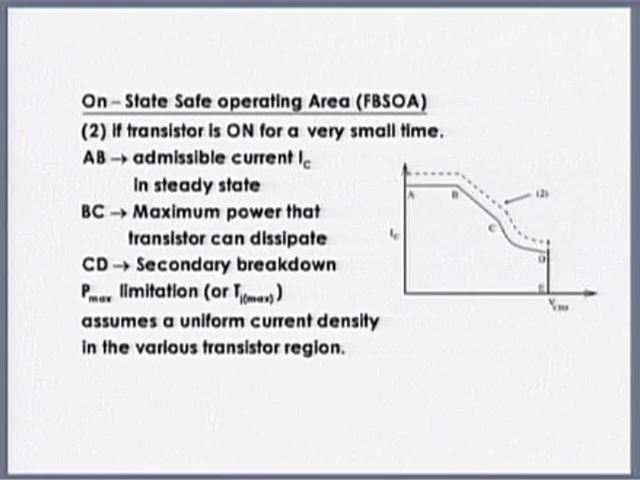 On – State Safe operating Area (FBSOA)
(2) if transistor is ON for a very small time.
AB → admissible current Ic
in steady state
BC → Maximum power that
transistor can dissipate
CD → Secondary breakdown
Pmax limitation (or Tj(max))
assumes a uniform current density
in the various transistor region.
(2)
A
B
C
Ic
D
E